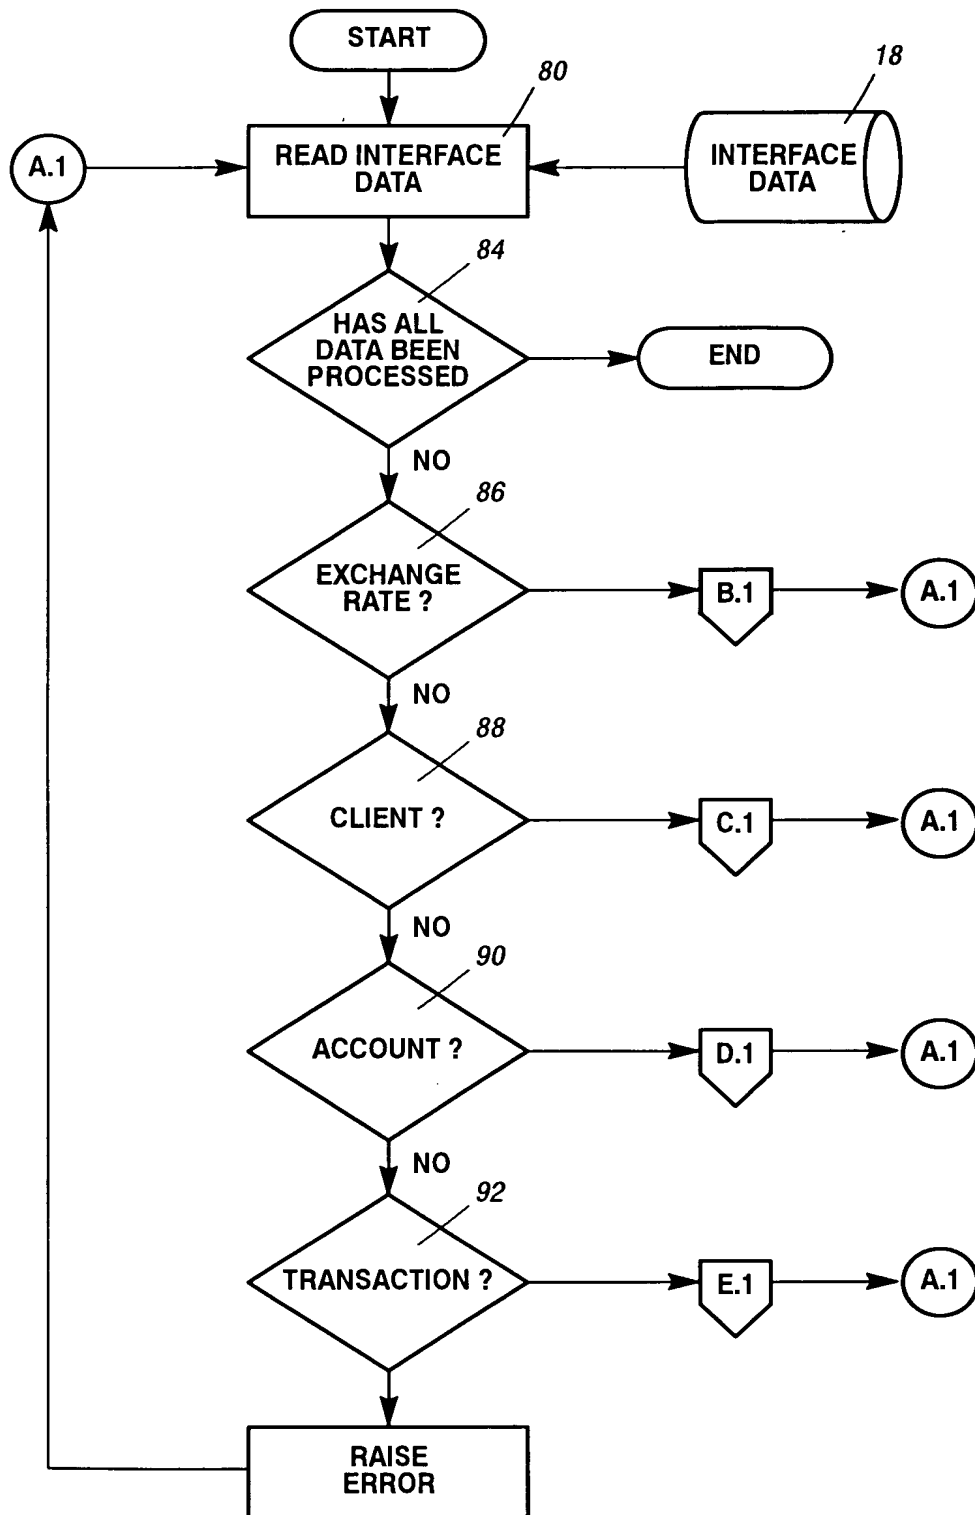 START
80
18
A.1
READ INTERFACE
DATA
INTERFACE
DATA
84
HAS ALL
DATA BEEN
PROCESSED
END
NO
86
EXCHANGE
RATE ?
B.1
A.1
NO
88
CLIENT ?
C.1
A.1
NO
90
ACCOUNT ?
D.1
A.1
NO
92
TRANSACTION ?
E.1
A.1
RAISE
ERROR